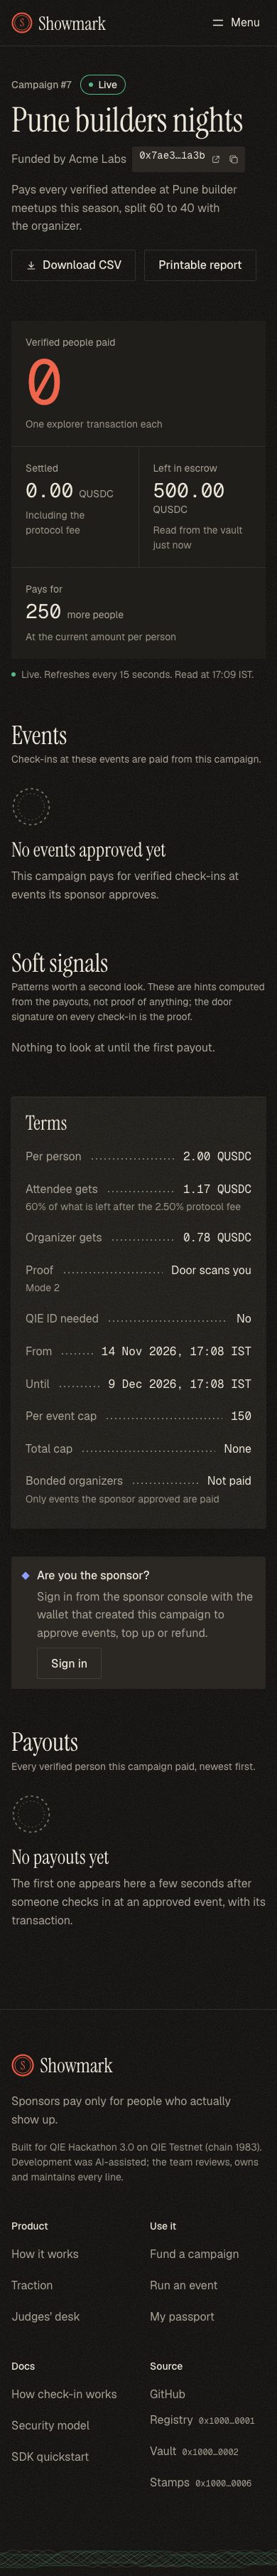 Showmark
Menu
Campaign #7
Live
Pune builders nights
Funded by Acme Labs 0x7ae3…1a3b
Pays every verified attendee at Pune builder
meetups this season, split 60 to 40 with
the organizer.
Download CSV
Printable report
Verified people paid
0
One explorer transaction each
Settled
0.00 QUSDC
Including the
protocol fee
Left in escrow
500.00
QUSDC
Read from the vault
just now
Pays for
250 more people
At the current amount per person
Live. Refreshes every 15 seconds. Read at 17:09 IST.
Events
Check-ins at these events are paid from this campaign.
No events approved yet
This campaign pays for verified check-ins at
events its sponsor approves.
Soft signals
Patterns worth a second look. These are hints computed
from the payouts, not proof of anything; the door
signature on every check-in is the proof.
Nothing to look at until the first payout.
Terms
Per person 2.00 QUSDC
Attendee gets 1.17 QUSDC
60% of what is left after the 2.50% protocol fee
Organizer gets 0.78 QUSDC
Proof Door scans you
Mode 2
QIE ID needed No
From 14 Nov 2026, 17:08 IST
Until 9 Dec 2026, 17:08 IST
Per event cap 150
Total cap None
Bonded organizers Not paid
Only events the sponsor approved are paid
Are you the sponsor?
Sign in from the sponsor console with the
wallet that created this campaign to
approve events, top up or refund.
Sign in
Payouts
Every verified person this campaign paid, newest first.
No payouts yet
The first one appears here a few seconds after
someone checks in at an approved event, with its
transaction.
Showmark
Sponsors pay only for people who actually
show up.
Built for QIE Hackathon 3.0 on QIE Testnet (chain 1983).
Development was AI-assisted; the team reviews, owns
and maintains every line.
Product
How it works
Traction
Judges' desk
Use it
Fund a campaign
Run an event
My passport
Docs
How check-in works
Security model
SDK quickstart
Source
GitHub
Registry 0x1000…0001
Vault 0x1000…0002
Stamps 0x1000…0006